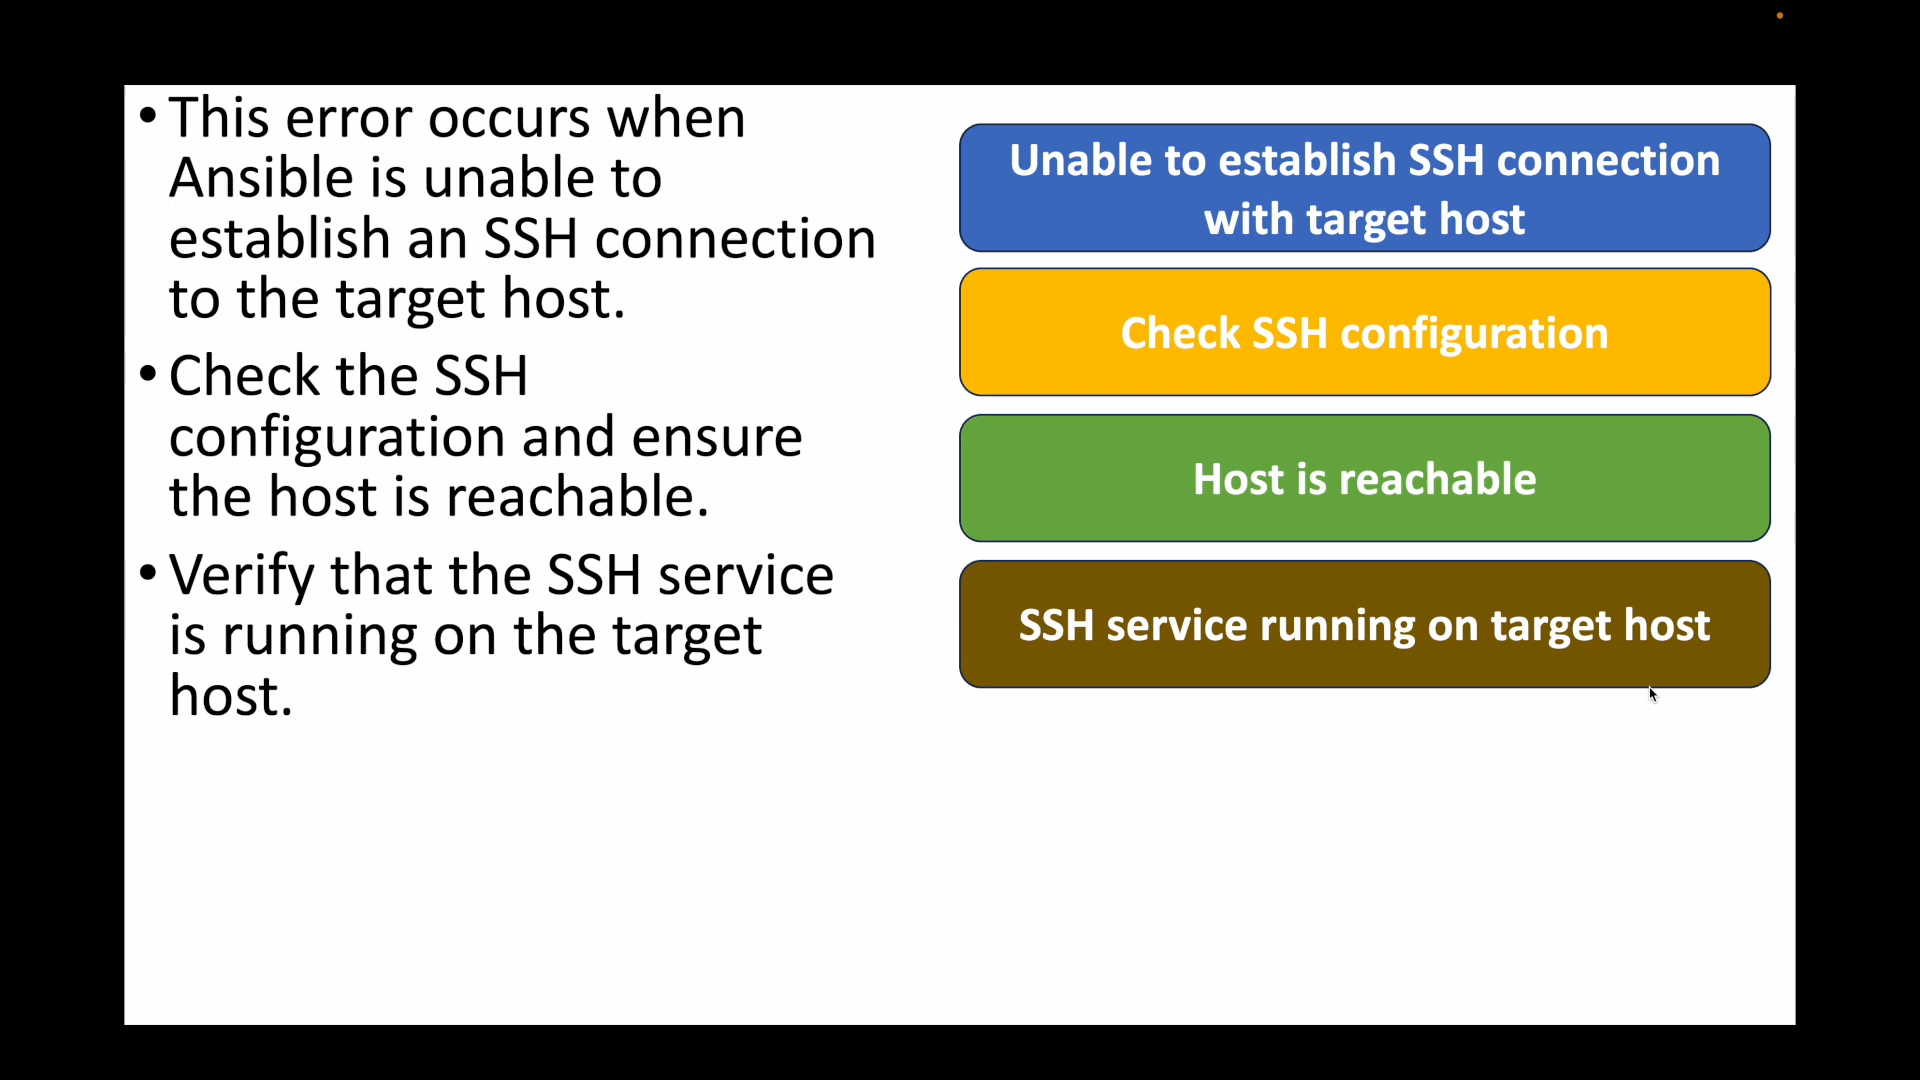 • This error occurs when
Ansible is unable to
establish an SSH connection
to the target host.
• Check the SSH
configuration and ensure
the host is reachable.
• Verify that the SSH service
is running on the target
host.
Unable to establish SSH connection
with target host
Check SSH configuration
Host is reachable
SSH service running on target host